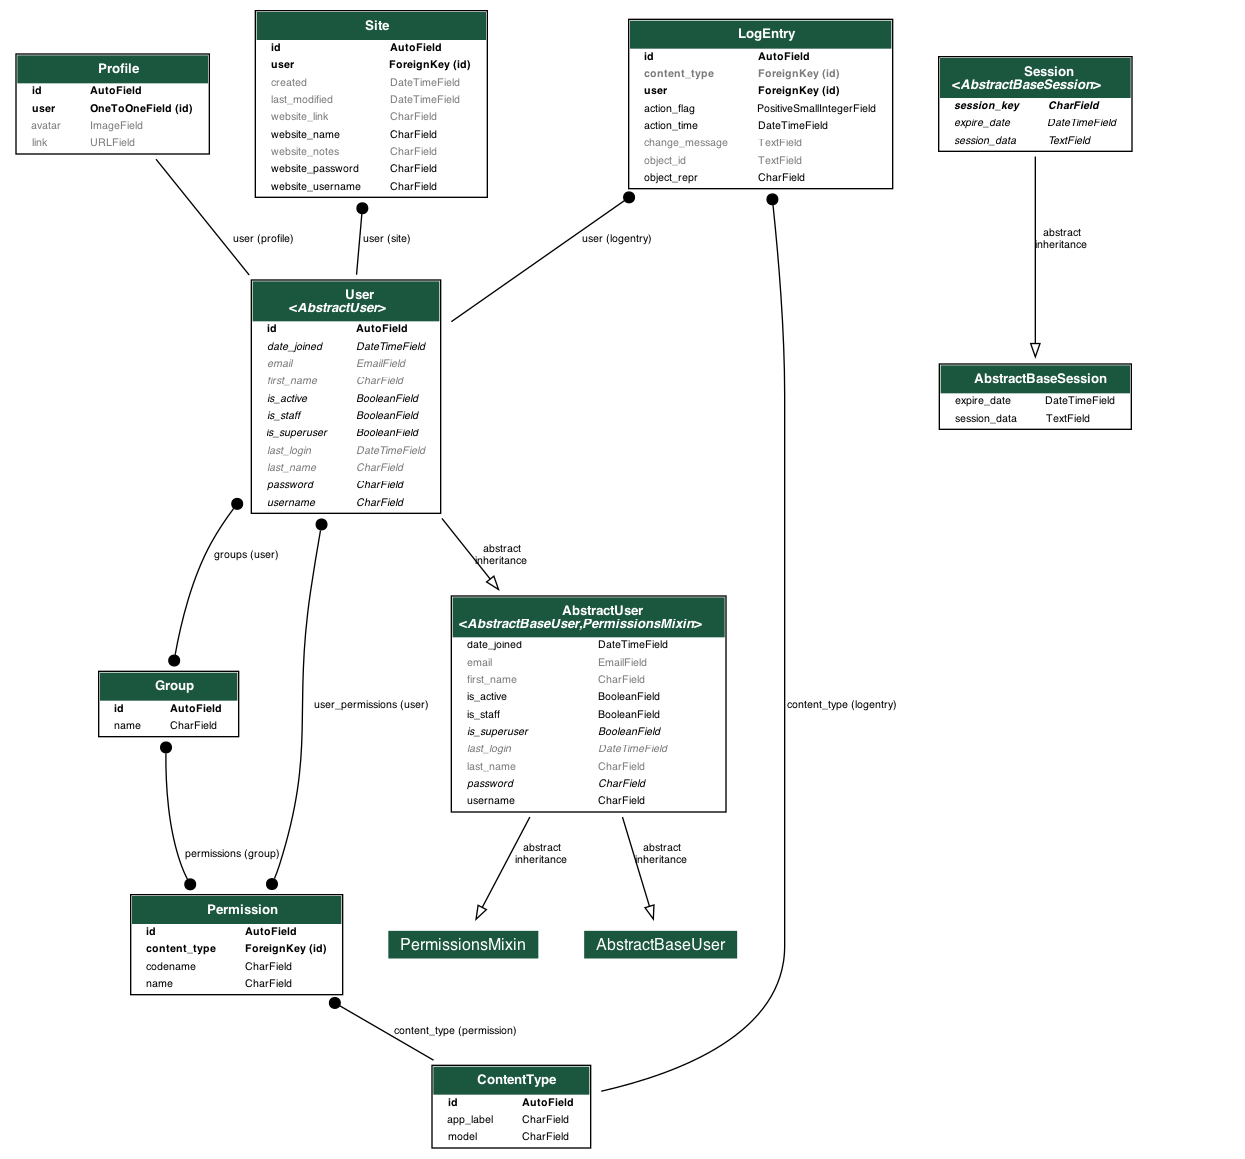 Profile
id AutoField
user OneToOneField (id)
avatar ImageField
link URLField
Site
id AutoField
user ForeignKey (id)
created DateTimeField
last_modified DateTimeField
website_link CharField
website_name CharField
website_notes CharField
website_password CharField
website_username CharField
LogEntry
id AutoField
content_type ForeignKey (id)
user ForeignKey (id)
action_flag PositiveSmallIntegerField
action_time DateTimeField
change_message TextField
object_id TextField
object_repr CharField
Session
<AbstractBaseSession>
session_key CharField
expire_date DateTimeField
session_data TextField
user (profile)
user (site)
user (logentry)
abstract
inheritance
User
<AbstractUser>
id AutoField
date_joined DateTimeField
email EmailField
first_name CharField
is_active BooleanField
is_staff BooleanField
is_superuser BooleanField
last_login DateTimeField
last_name CharField
password CharField
username CharField
AbstractBaseSession
expire_date DateTimeField
session_data TextField
groups (user)
abstract
inheritance
AbstractUser
<AbstractBaseUser,PermissionsMixin>
date_joined DateTimeField
email EmailField
first_name CharField
is_active BooleanField
is_staff BooleanField
is_superuser BooleanField
last_login DateTimeField
last_name CharField
password CharField
username CharField
Group
id AutoField
name CharField
user_permissions (user)
content_type (logentry)
permissions (group)
abstract
inheritance
abstract
inheritance
Permission
id AutoField
content_type ForeignKey (id)
codename CharField
name CharField
PermissionsMixin
AbstractBaseUser
content_type (permission)
ContentType
id AutoField
app_label CharField
model CharField